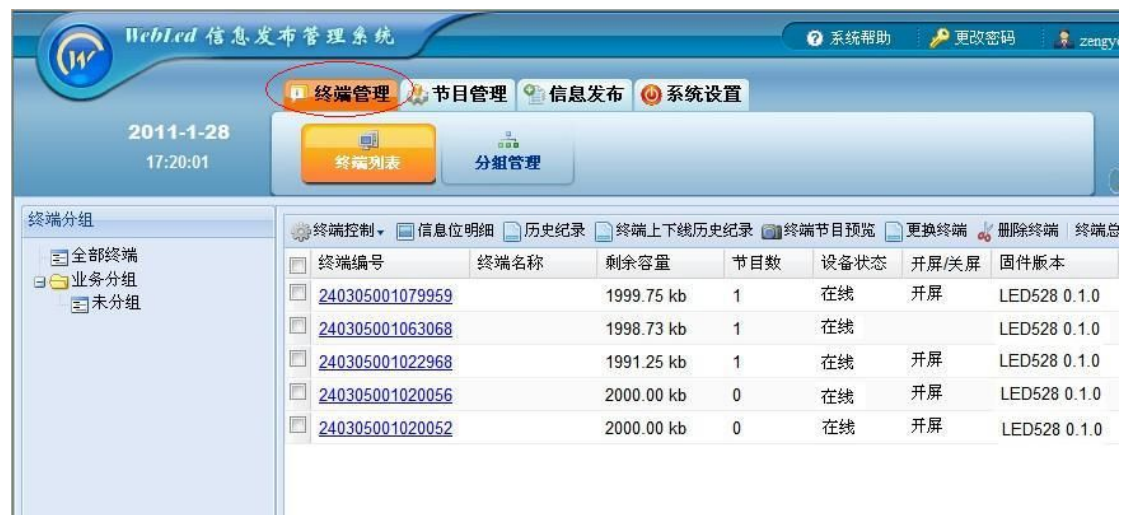 WebLed 信息发布管理系统
系统帮助 更改密码 zengy
终端管理 节目管理 信息发布 系统设置
2011-1-28
17:20:01
终端列表 分组管理
终端分组
全部终端
业务分组
未分组
终端控制 信息位明细 历史纪录 终端上下线历史纪录 终端节目预览 更换终端 删除终端 终端总
终端编号 终端名称 剩余容量 节目数 设备状态 开屏/关屏 固件版本
240305001079959 1999.75 kb 1 在线 开屏 LED528 0.1.0
240305001063068 1998.73 kb 1 在线 LED528 0.1.0
240305001022968 1991.25 kb 1 在线 开屏 LED528 0.1.0
240305001020056 2000.00 kb 0 在线 开屏 LED528 0.1.0
240305001020052 2000.00 kb 0 在线 开屏 LED528 0.1.0